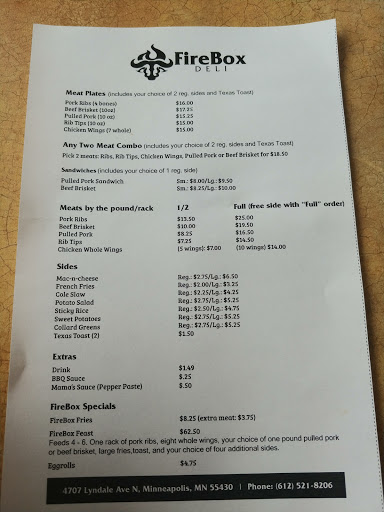 FireBox
DELI
Meat Plates (includes your choice of 2 reg. sides and Texas Toast)
Pork Ribs (4 bones) $16.00
Beef Brisket (10oz) $17.25
Pulled Pork (10 oz) $15.25
Rib Tips (10 oz) $15.00
Chicken Wings (7 whole) $15.00
Any Two Meat Combo (includes your choice of 2 reg. sides and Texas Toast)
Pick 2 meats: Ribs, Rib Tips, Chicken Wings, Pulled Pork or Beef Brisket for $18.50
Sandwiches (includes your choice of 1 reg. side)
Pulled Pork Sandwich Sm.: $8.00/Lg.: $9.50
Beef Brisket Sm.: $8.25/Lg.: $10.00
Meats by the pound/rack 1/2 Full (free side with "Full" order)
Pork Ribs $13.50 $25.00
Beef Brisket $10.00 $19.50
Pulled Pork $8.25 $16.50
Rib Tips $7.25 $14.50
Chicken Whole Wings (5 wings): $7.00 (10 wings) $14.00
Sides
Mac-n-cheese Reg.: $2.75/Lg.: $6.50
French Fries Reg.: $2.00/Lg.: $3.25
Cole Slaw Reg.: $2.25/Lg.: $4.25
Potato Salad Reg.: $2.75/Lg.: $5.25
Sticky Rice Reg.: $2.50/Lg.: $4.75
Sweet Potatoes Reg.: $2.75/Lg.: $5.25
Collard Greens Reg.: $2.75/Lg.: $5.25
Texas Toast (2) $1.50
Extras
Drink $1.49
BBQ Sauce $.25
Mama's Sauce (Pepper Paste) $.50
FireBox Specials
FireBox Fries $8.25 (extra meat: $3.75)
FireBox Feast $62.50
Feeds 4 - 6. One rack of pork ribs, eight whole wings, your choice of one pound pulled pork
or beef brisket, large fries,toast, and your choice of four additional sides.
Eggrolls $4.75
4707 Lyndale Ave N, Minneapolis, MN 55430 | Phone: (612) 521-8206